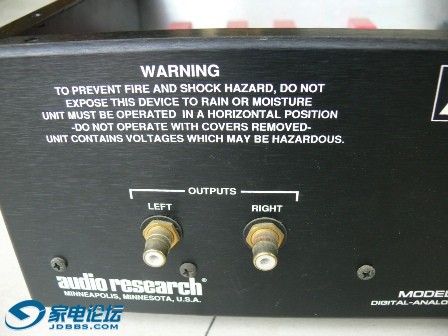 WARNING
TO PREVENT FIRE AND SHOCK HAZARD, DO NOT
EXPOSE THIS DEVICE TO RAIN OR MOISTURE
UNIT MUST BE OPERATED IN A HORIZONTAL POSITION
-DO NOT OPERATE WITH COVERS REMOVED-
UNIT CONTAINS VOLTAGES WHICH MAY BE HAZARDOUS.
OUTPUTS
LEFT RIGHT
audio research®
MINNEAPOLIS, MINNESOTA, U.S.A.
MODEL
DIGITAL-ANALO
家电论坛
JDBBS.COM